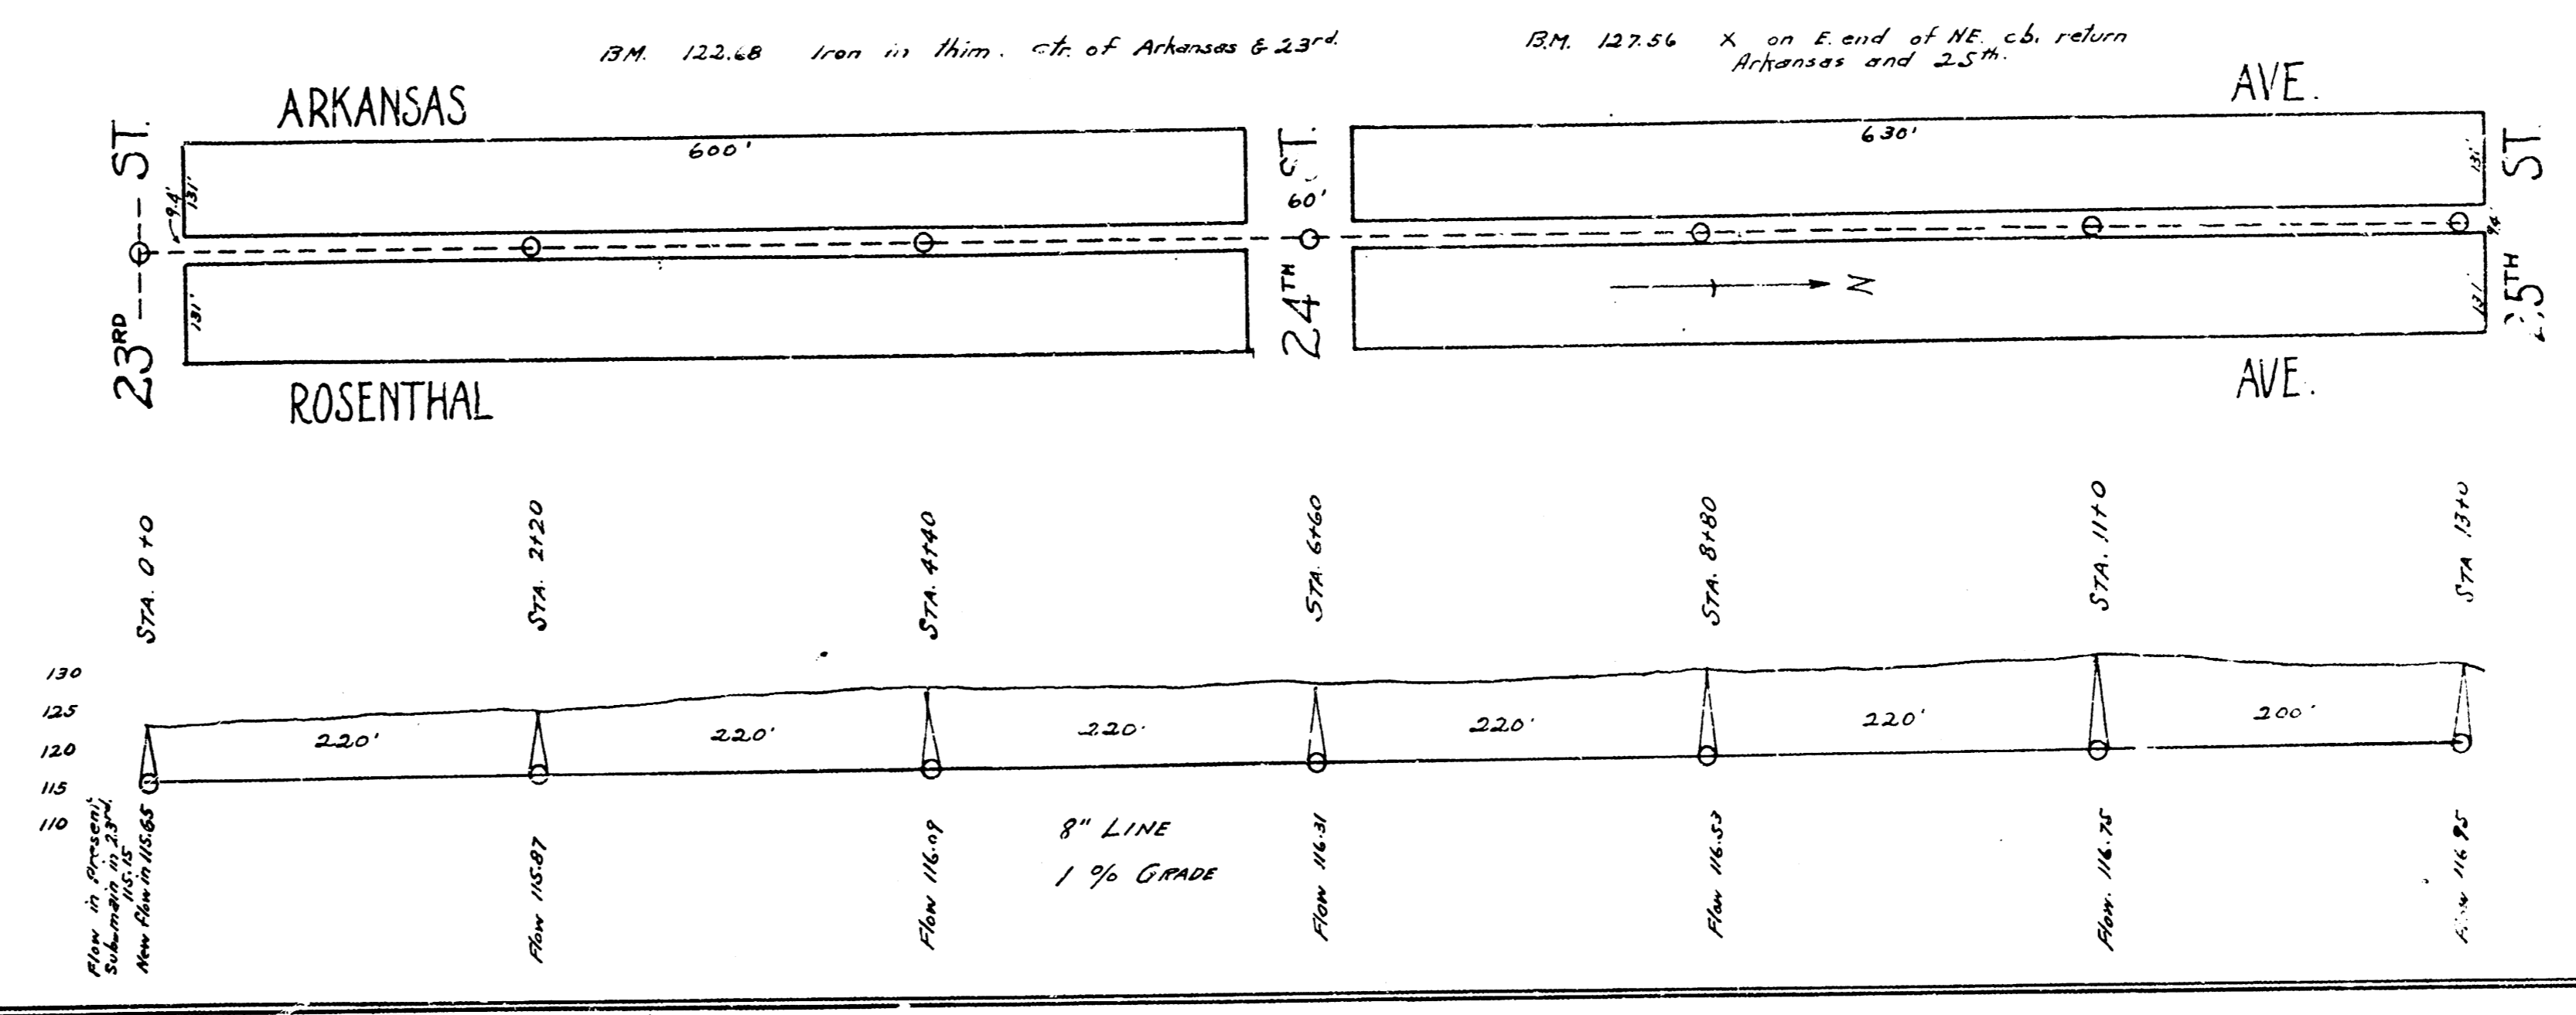 B.M. 122.68 Iron in thim. ctr. of Arkansas & 23rd.
B.M. 127.56 X on E. end of NE. cb. return
Arkansas and 25th.
ARKANSAS AVE.
600'
630'
23RD ST.
9.4'
131'
131'
24TH ST.
60'
N
25TH ST
131'
9.4'
131'
ROSENTHAL AVE.
STA. 0+0
STA. 2+20
STA. 4+40
STA. 6+60
STA. 8+80
STA. 11+0
STA 13+0
130
125
120
115
110
220'
220'
220'
220'
220'
200'
Flow in Present
Sub-main in 23rd.
115.15
New flow in 115.65
Flow 115.87
Flow 116.09
8" LINE
1 % GRADE
Flow 116.31
Flow 116.53
Flow. 116.75
Flow 116.95